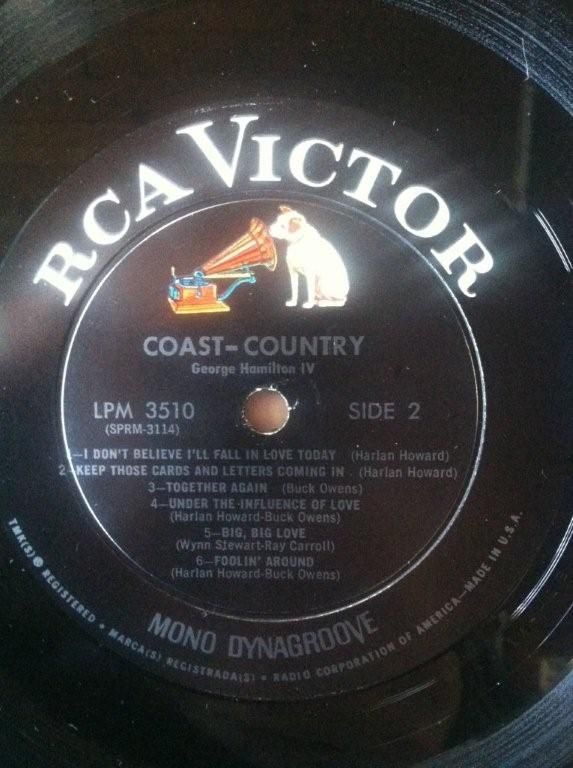 RCA VICTOR
COAST-COUNTRY
George Hamilton IV
LPM 3510 SIDE 2
(SPRM-3114)
1-I DON'T BELIEVE I'LL FALL IN LOVE TODAY (Harlan Howard)
2-KEEP THOSE CARDS AND LETTERS COMING IN (Harlan Howard)
3-TOGETHER AGAIN (Buck Owens)
4-UNDER THE INFLUENCE OF LOVE
(Harlan Howard-Buck Owens)
5-BIG, BIG LOVE
(Wynn Stewart-Ray Carroll)
6-FOOLIN' AROUND
(Harlan Howard-Buck Owens)
MONO DYNAGROOVE
TMK(S) ® REGISTERED • MARCA(S) REGISTRADA(S) • RADIO CORPORATION OF AMERICA-MADE IN U.S.A.